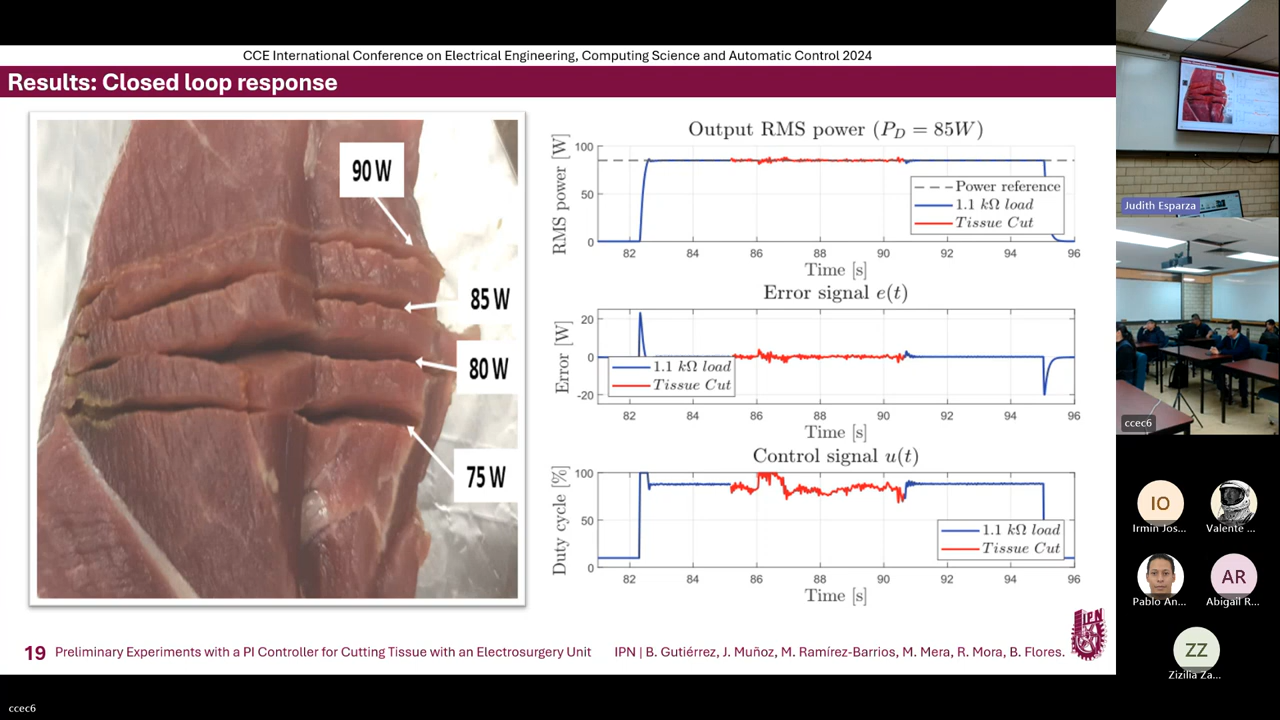 CCE International Conference on Electrical Engineering, Computing Science and Automatic Control 2024
Results: Closed loop response
90 W
85 W
80 W
75 W
Output RMS power (P_D = 85W)
RMS power [W]
100
50
0
Power reference
1.1 kΩ load
Tissue Cut
82 84 86 88 90 92 94 96
Time [s]
Error signal e(t)
Error [W]
20
0
-20
1.1 kΩ load
Tissue Cut
82 84 86 88 90 92 94 96
Time [s]
Control signal u(t)
Duty cycle [%]
100
50
0
1.1 kΩ load
Tissue Cut
82 84 86 88 90 92 94 96
Time [s]
19 Preliminary Experiments with a PI Controller for Cutting Tissue with an Electrosurgery Unit
IPN | B. Gutiérrez, J. Muñoz, M. Ramírez-Barrios, M. Mera, R. Mora, B. Flores.
IPN
Judith Esparza
ccec6
IO
Irmin Jos...
Valente ...
Pablo An...
AR
Abigail R...
ZZ
Zizilia Za...
ccec6